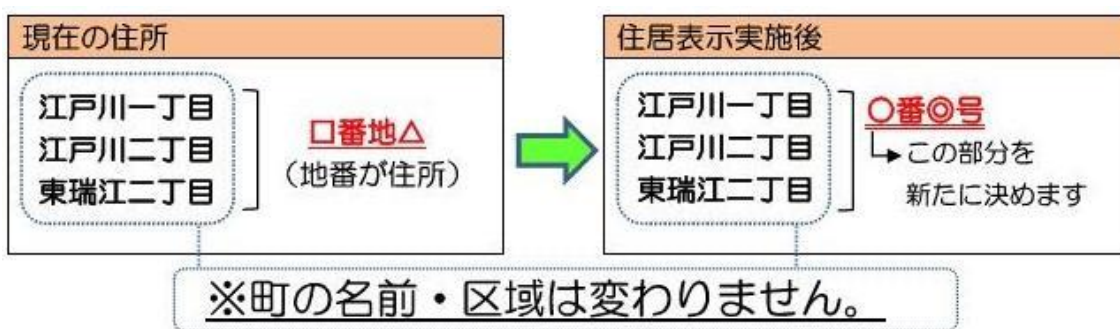 現在の住所
江戸川一丁目
江戸川二丁目
東瑞江二丁目
□番地△
（地番が住所）
住居表示実施後
江戸川一丁目
江戸川二丁目
東瑞江二丁目
○番◎号
この部分を
新たに決めます
※町の名前・区域は変わりません。